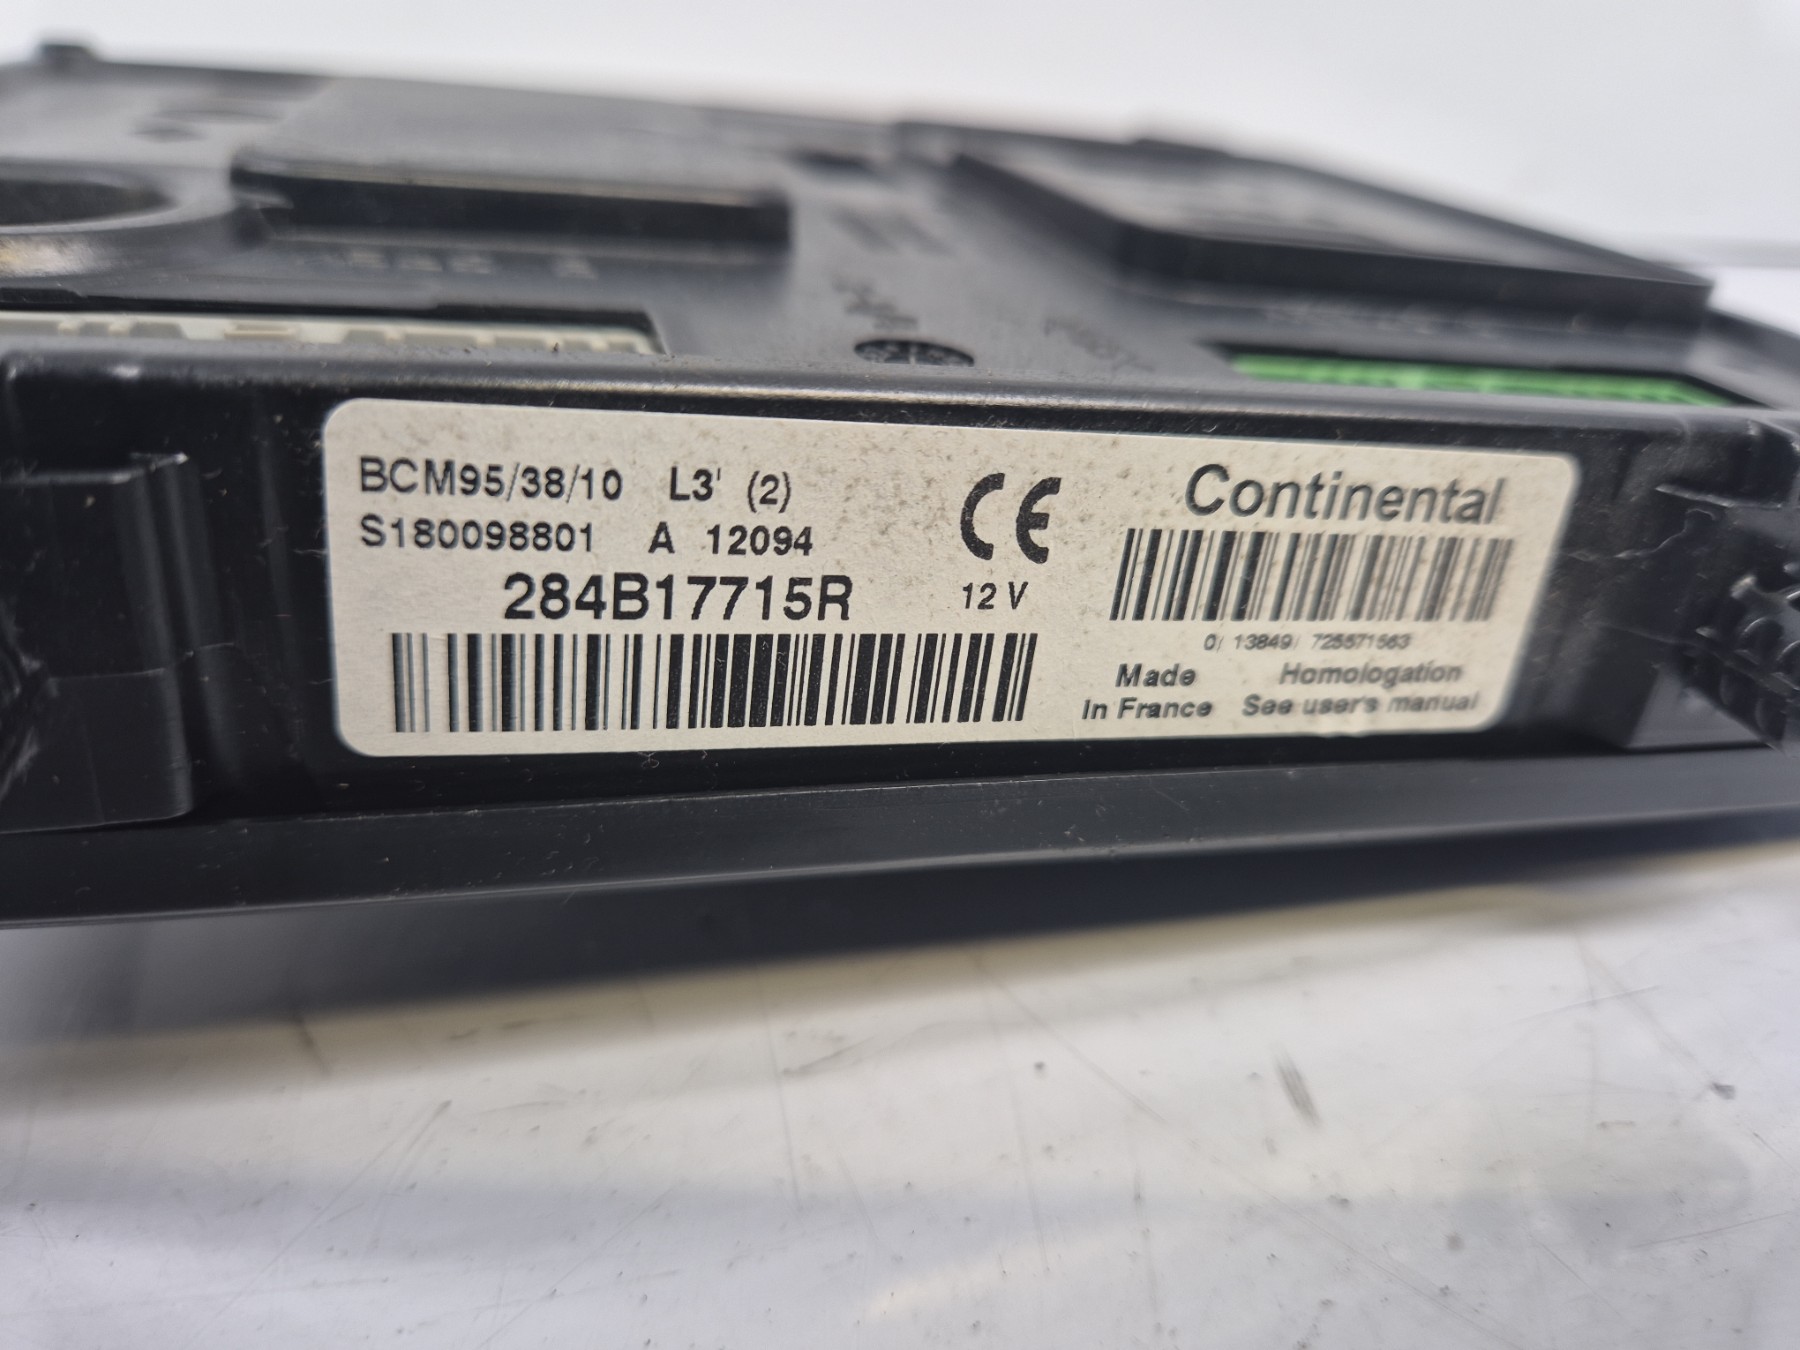 BCM95/38/10 L3' (2)
S180098801 A 12094
284B17715R
CE
12 V
Continental
0/ 13849/ 725571563
Made In France
Homologation See user's manual